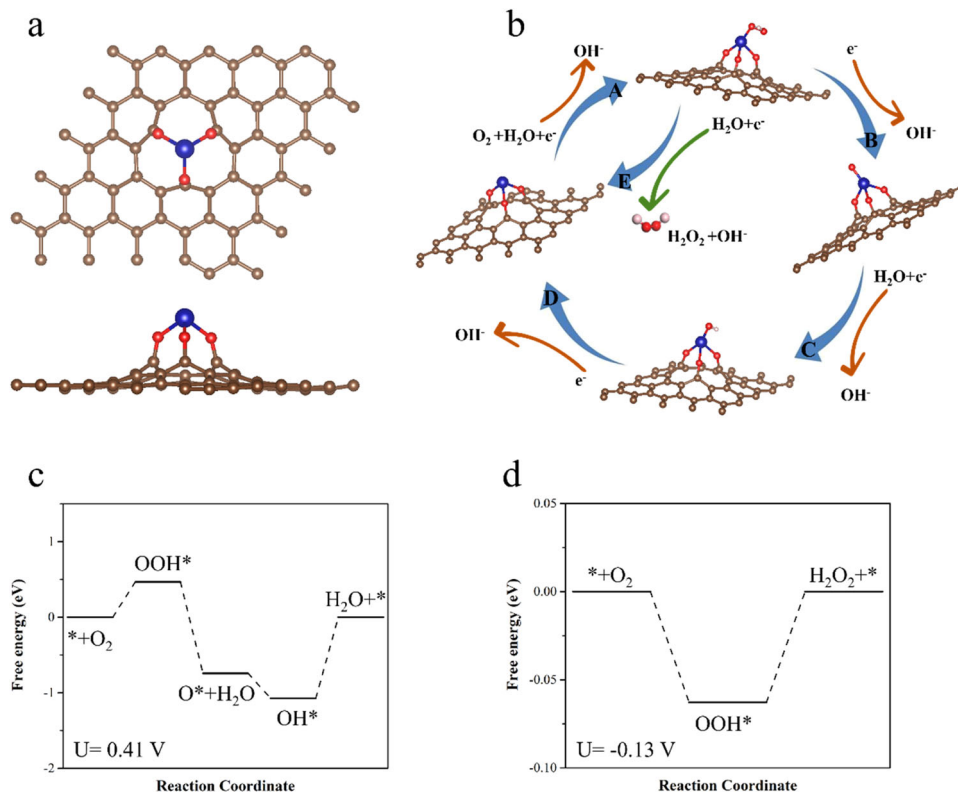 a
b
OH⁻
A
O₂ +H₂O+e⁻
e⁻
OH⁻
B
H₂O+e⁻
E
H₂O₂ +OH⁻
H₂O+e⁻
D
C
OH⁻
e⁻
OH⁻
c
Free energy (eV)
1
0
-1
-2
*+O₂
OOH*
O*+H₂O
OH*
H₂O+*
U= 0.41 V
Reaction Coordinate
d
Free energy (eV)
0.05
0.00
-0.05
-0.10
*+O₂
OOH*
H₂O₂+*
U= -0.13 V
Reaction Coordinate